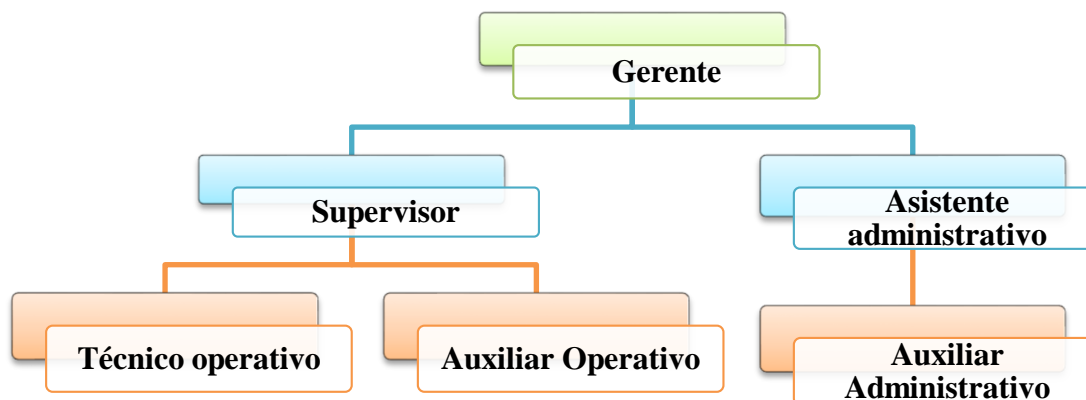 Gerente
Supervisor
Asistente
administrativo
Técnico operativo
Auxiliar Operativo
Auxiliar
Administrativo